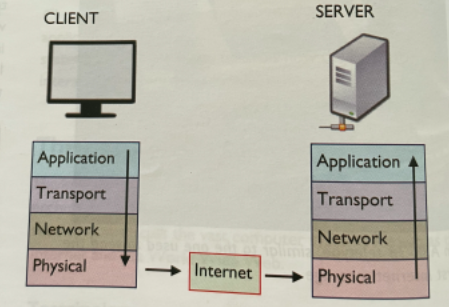 CLIENT
SERVER
Application
Transport
Network
Physical
Internet
Application
Transport
Network
Physical